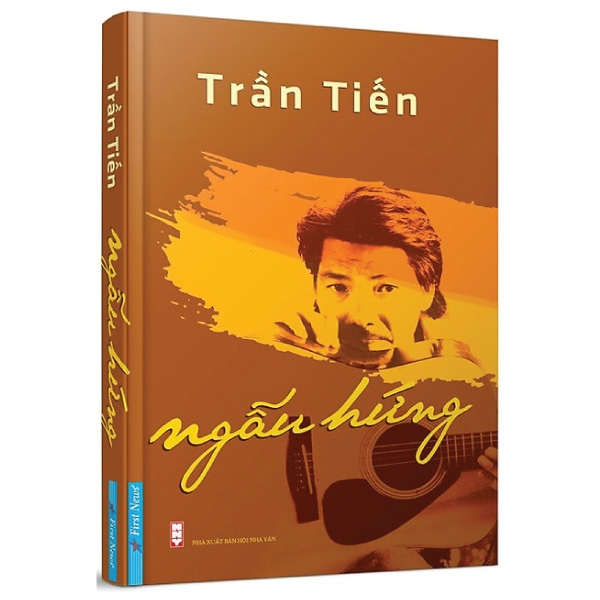 Trần Tiến
ngẫu hứng
NHÀ XUẤT BẢN HỘI NHÀ VĂN
First News
Trần Tiến
ngẫu hứng
First News